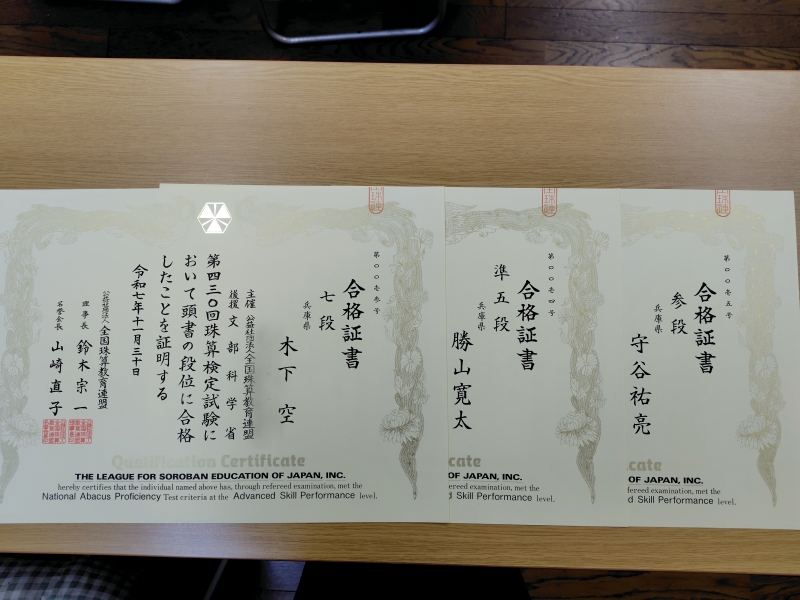 第〇〇参号
合格証書
七段
兵庫県
木下 空
主催 公益社団法人全国珠算教育連盟
後援 文部科学省
第四三〇回珠算検定試験に
おいて頭書の段位に合格
したことを証明する
令和七年十一月三十日
公益社団法人 全国珠算教育連盟
理事長 鈴木宗一
名誉会長 山崎直子
Qualification Certificate
THE LEAGUE FOR SOROBAN EDUCATION OF JAPAN, INC.
hereby certifies that the individual named above has, through refereed examination, met the
National Abacus Proficiency Test criteria at the Advanced Skill Performance level.
第〇〇壱四号
合格証書
準五段
兵庫県
勝山寛太
cate
OF JAPAN, INC.
efereed examination, met the
d Skill Performance level.
第〇〇壱五号
合格証書
参段
兵庫県
守谷祐亮
cate
OF JAPAN, INC.
efereed examination, met the
d Skill Performance level.